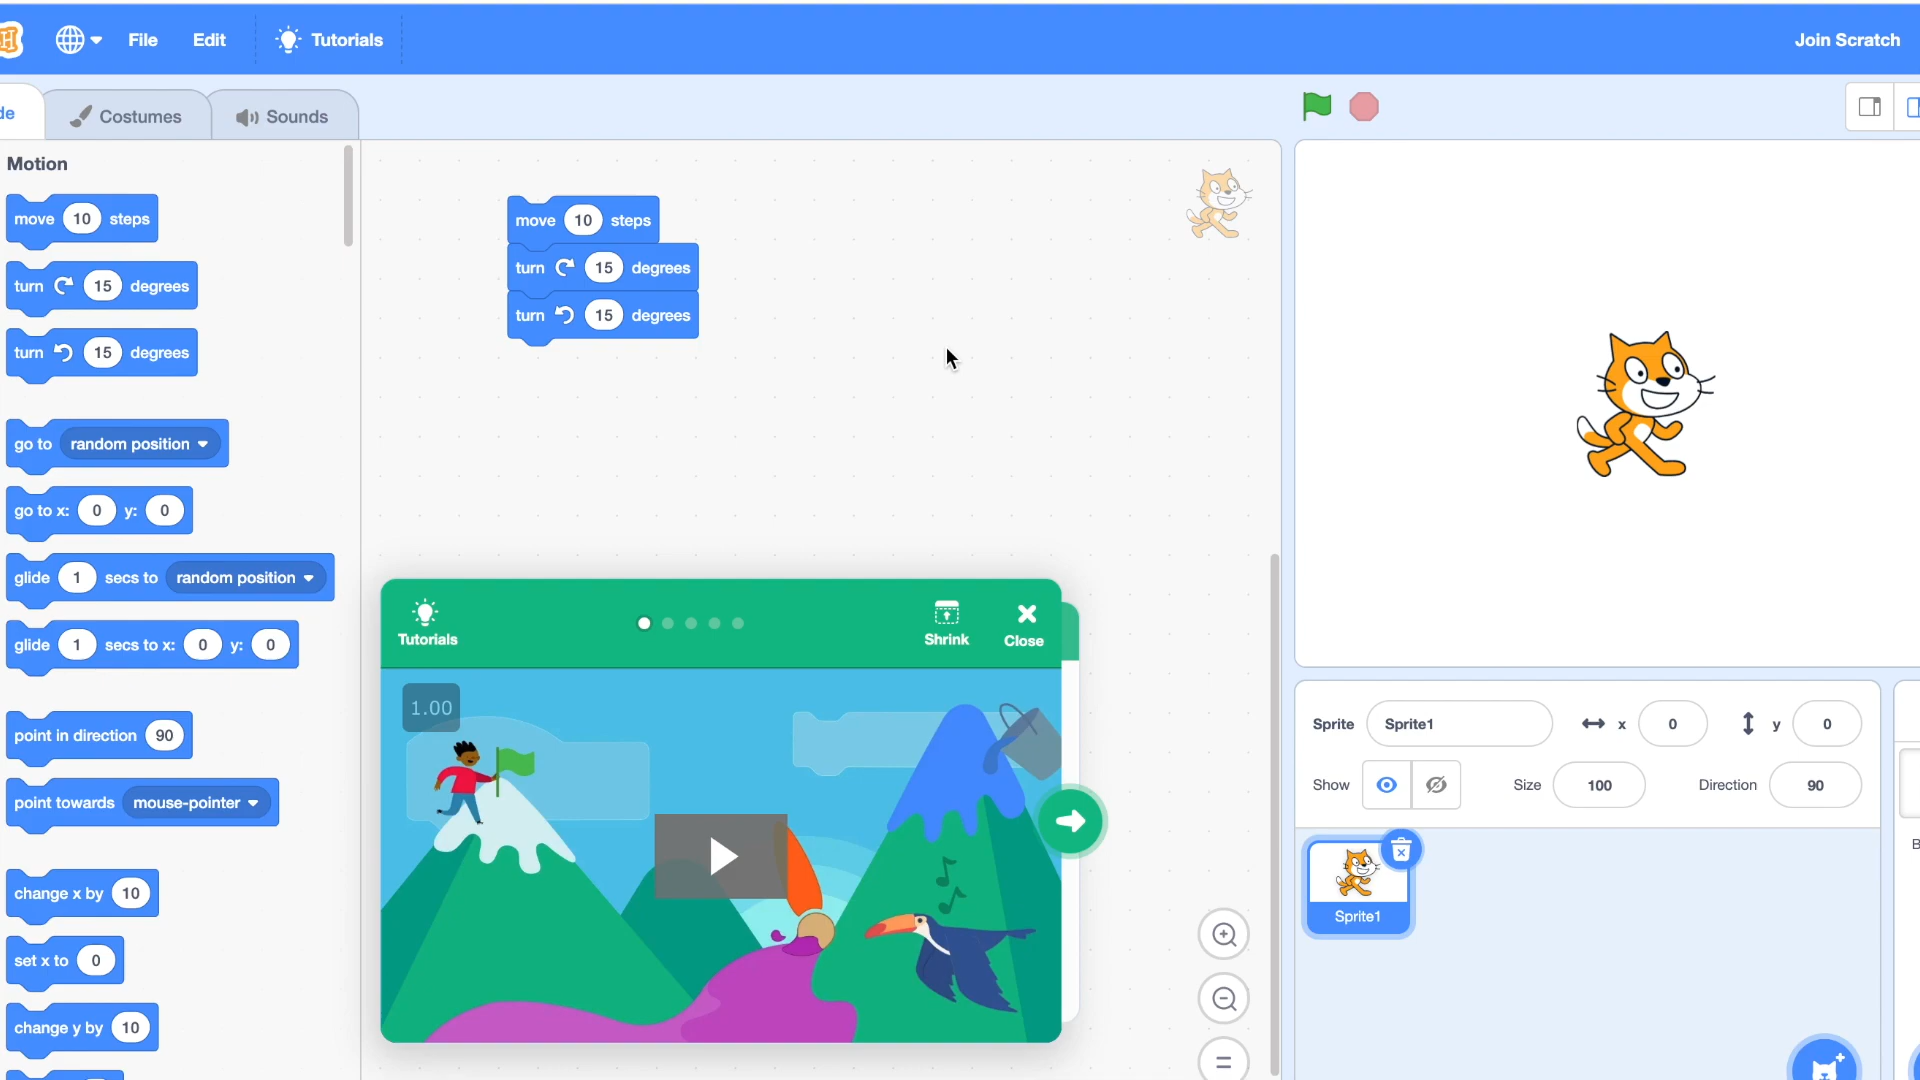 File Edit Tutorials Join Scratch
de Costumes Sounds
Motion
move 10 steps
turn 15 degrees
turn 15 degrees
go to random position
go to x: 0 y: 0
glide 1 secs to random position
glide 1 secs to x: 0 y: 0
point in direction 90
point towards mouse-pointer
change x by 10
set x to 0
change y by 10
move 10 steps
turn 15 degrees
turn 15 degrees
Tutorials Shrink Close
1.00
Sprite Sprite1 x 0 y 0
Show Size 100 Direction 90
Sprite1